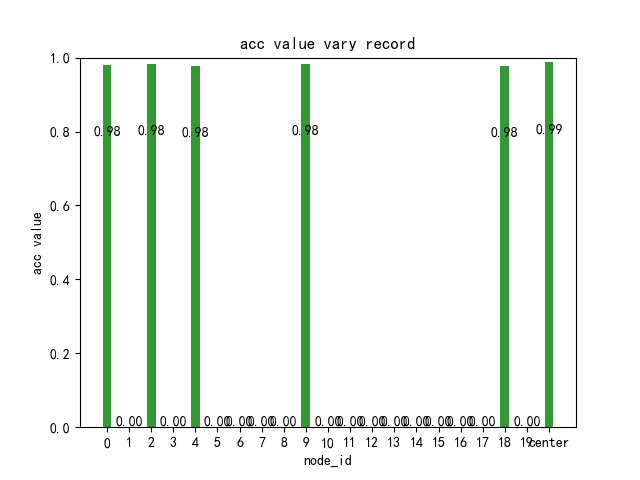 acc value vary record
acc value
1.0
0.8
0.6
0.4
0.2
0.0
0.98 0.98 0.98 0.98 0.98 0.99
0.00 0.00 0.00 0.00 0.00 0.00 0.00 0.00 0.00 0.00 0.00 0.00 0.00 0.00 0.00
0 1 2 3 4 5 6 7 8 9 10 11 12 13 14 15 16 17 18 19 center
node_id